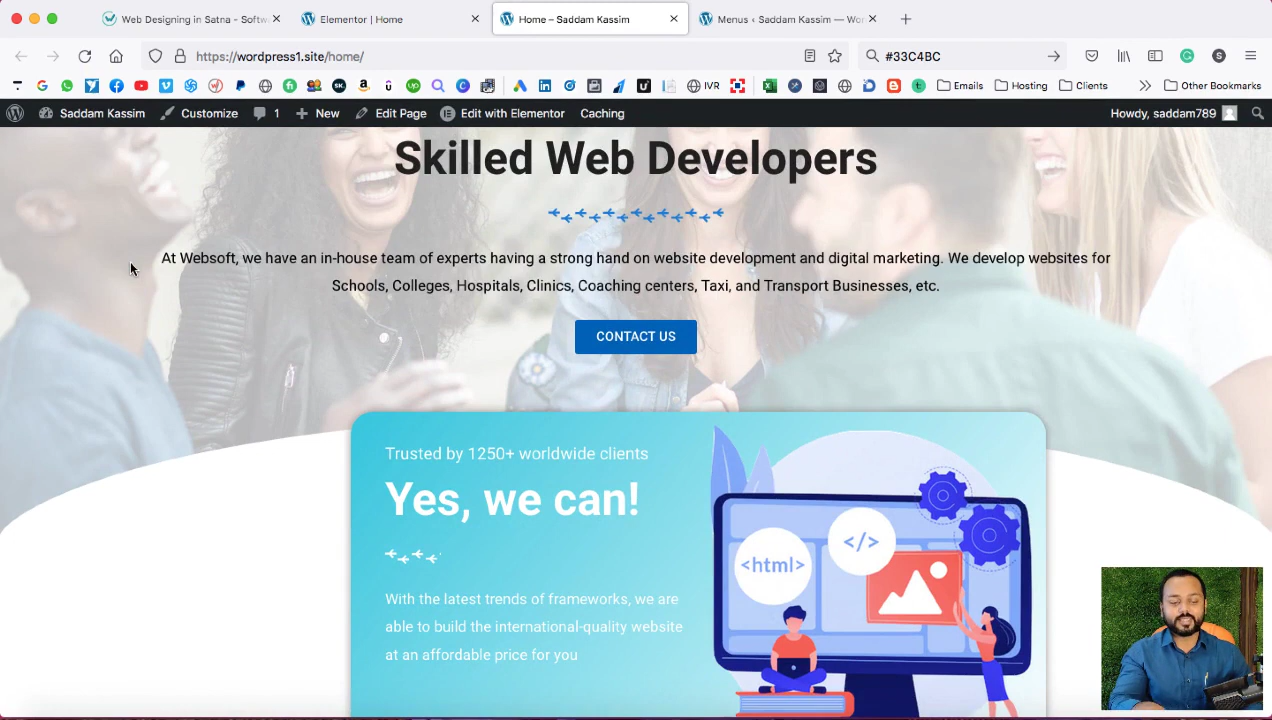 Web Designing in Satna - Softwa
Elementor | Home
Home – Saddam Kassim
Menus ‹ Saddam Kassim — Wor
https://wordpress1.site/home/
#33C4BC
IVR
Emails
Hosting
Clients
Other Bookmarks
Saddam Kassim
Customize
1
New
Edit Page
Edit with Elementor
Caching
Howdy, saddam789
Skilled Web Developers
At Websoft, we have an in-house team of experts having a strong hand on website development and digital marketing. We develop websites for
Schools, Colleges, Hospitals, Clinics, Coaching centers, Taxi, and Transport Businesses, etc.
CONTACT US
Trusted by 1250+ worldwide clients
Yes, we can!
With the latest trends of frameworks, we are
able to build the international-quality website
at an affordable price for you
</>
<html>